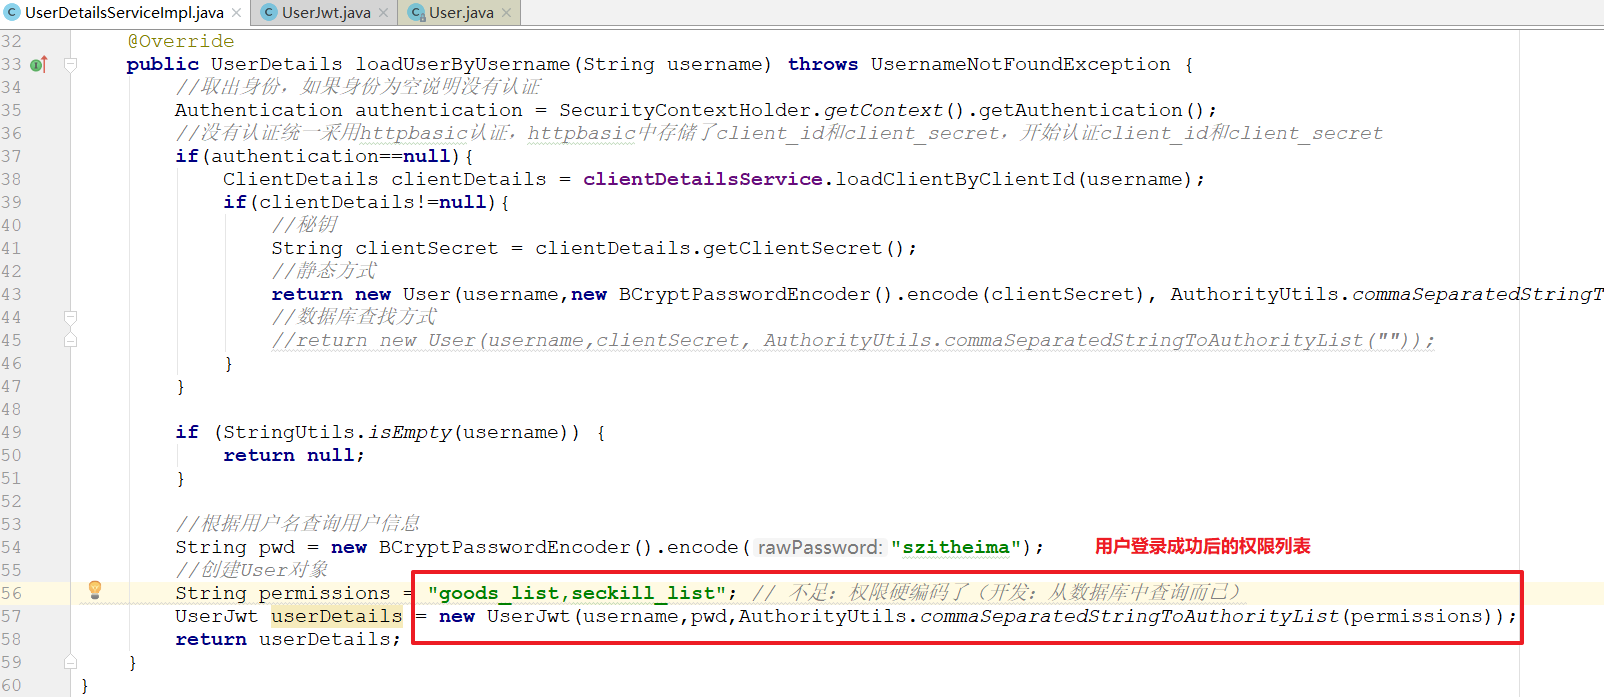 UserDetailsServiceImpl.java UserJwt.java User.java
32 @Override
33 public UserDetails loadUserByUsername(String username) throws UsernameNotFoundException {
34 //取出身份，如果身份为空说明没有认证
35 Authentication authentication = SecurityContextHolder.getContext().getAuthentication();
36 //没有认证统一采用httpbasic认证，httpbasic中存储了client_id和client_secret，开始认证client_id和client_secret
37 if(authentication==null){
38 ClientDetails clientDetails = clientDetailsService.loadClientByClientId(username);
39 if(clientDetails!=null){
40 //秘钥
41 String clientSecret = clientDetails.getClientSecret();
42 //静态方式
43 return new User(username,new BCryptPasswordEncoder().encode(clientSecret), AuthorityUtils.commaSeparatedStringT
44 //数据库查找方式
45 //return new User(username,clientSecret, AuthorityUtils.commaSeparatedStringToAuthorityList(""));
46 }
47 }
48
49 if (StringUtils.isEmpty(username)) {
50 return null;
51 }
52
53 //根据用户名查询用户信息
54 String pwd = new BCryptPasswordEncoder().encode( rawPassword: "szitheima"); 用户登录成功后的权限列表
55 //创建User对象
56 String permissions = "goods_list,seckill_list"; // 不足：权限硬编码了（开发：从数据库中查询而已）
57 UserJwt userDetails = new UserJwt(username,pwd,AuthorityUtils.commaSeparatedStringToAuthorityList(permissions));
58 return userDetails;
59 }
60 }